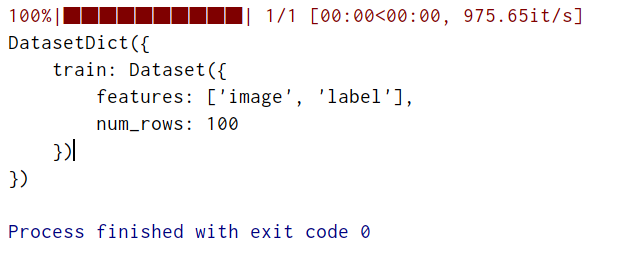 100%|██████████| 1/1 [00:00<00:00, 975.65it/s]
DatasetDict({
    train: Dataset({
        features: ['image', 'label'],
        num_rows: 100
    })
})
Process finished with exit code 0